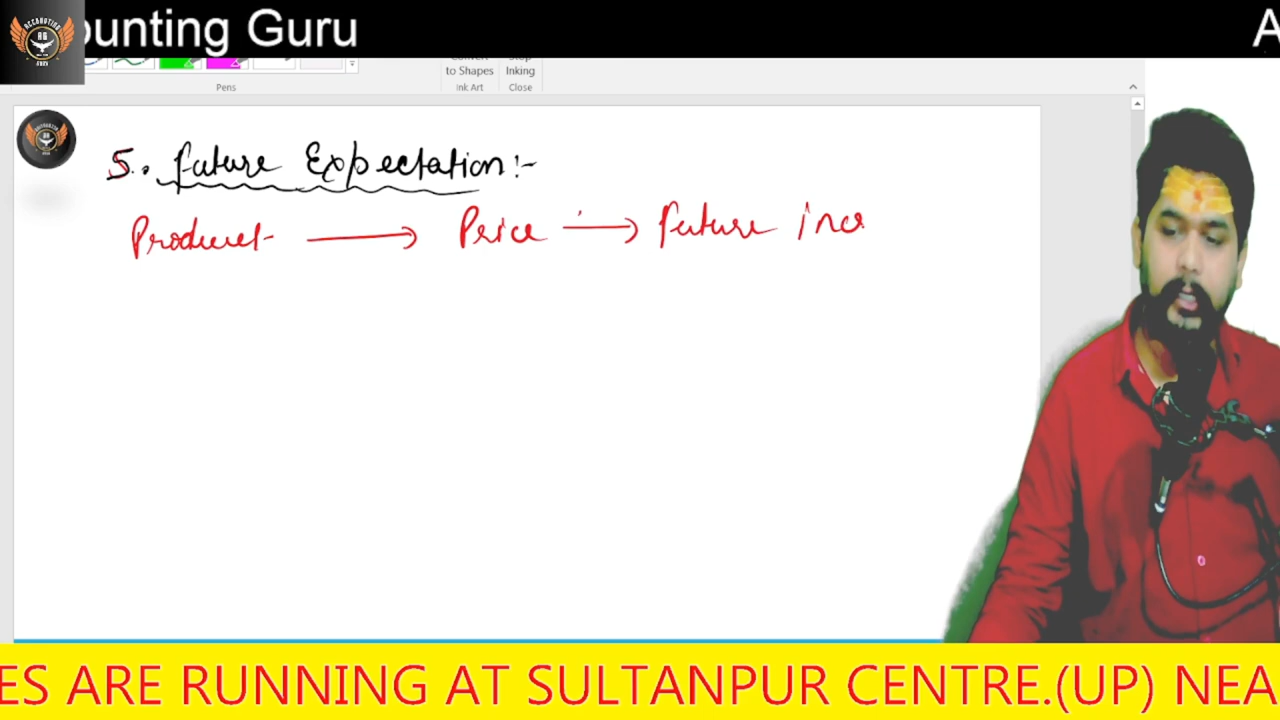 ounting Guru
A
Convert
to Shapes
Stop
Inking
Pens
Ink Art
Close
5. Future Expectation:-
Product → Price → Future incr
ES ARE RUNNING AT SULTANPUR CENTRE.(UP) NEA